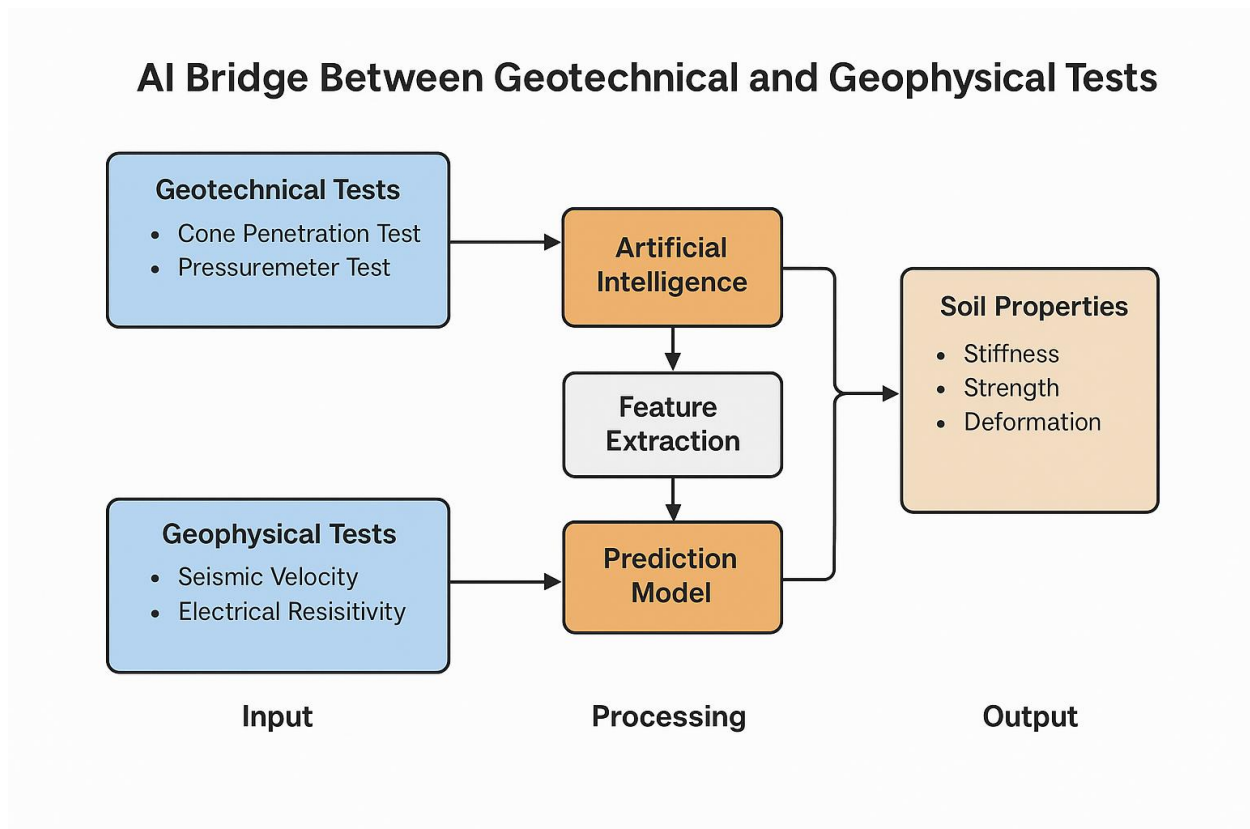 AI Bridge Between Geotechnical and Geophysical Tests
Geotechnical Tests
• Cone Penetration Test
• Pressuremeter Test
Geophysical Tests
• Seismic Velocity
• Electrical Resisitivity
Input
Artificial
Intelligence
Feature
Extraction
Prediction
Model
Processing
Soil Properties
• Stiffness
• Strength
• Deformation
Output